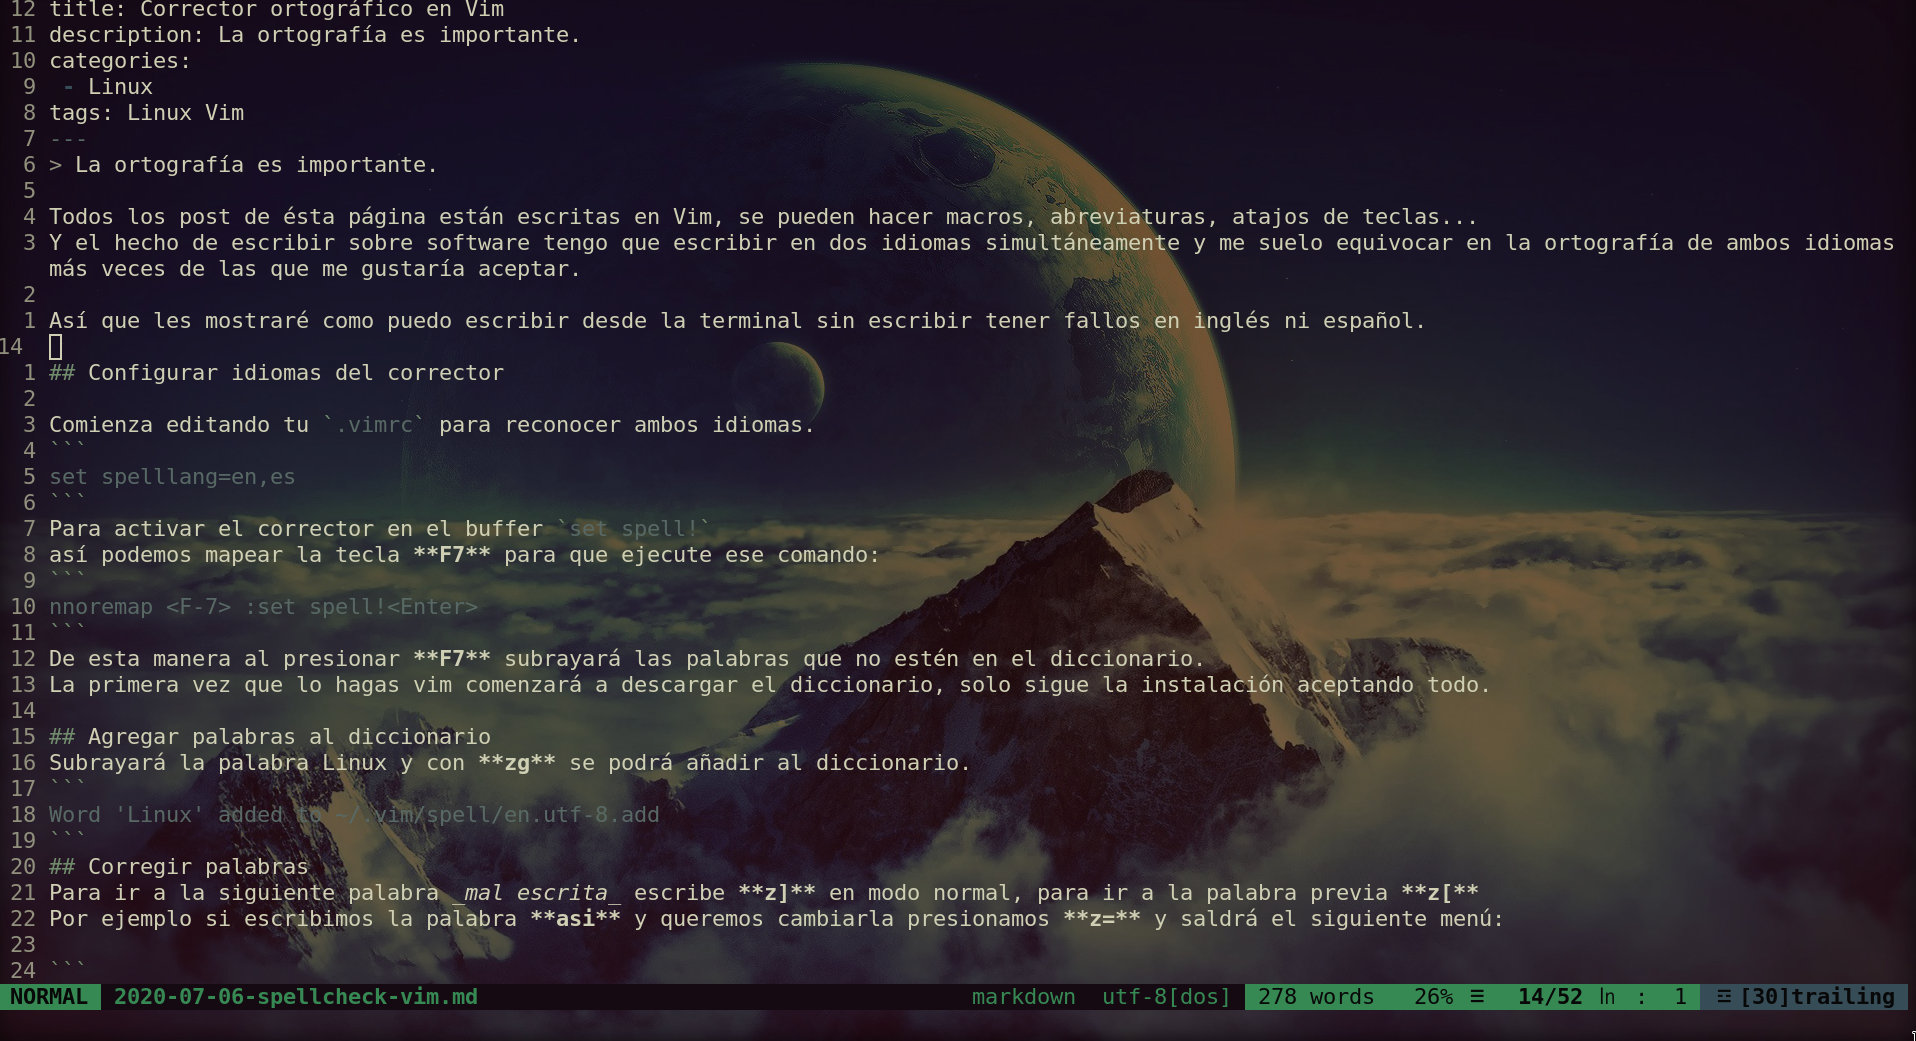 12 title: Corrector ortográfico en Vim
11 description: La ortografía es importante.
10 categories:
9  - Linux
8 tags: Linux Vim
7 ---
6 > La ortografía es importante.
5
4 Todos los post de ésta página están escritas en Vim, se pueden hacer macros, abreviaturas, atajos de teclas...
3 Y el hecho de escribir sobre software tengo que escribir en dos idiomas simultáneamente y me suelo equivocar en la ortografía de ambos idiomas
más veces de las que me gustaría aceptar.
2
1 Así que les mostraré como puedo escribir desde la terminal sin escribir tener fallos en inglés ni español.
14
1 ## Configurar idiomas del corrector
2
3 Comienza editando tu `.vimrc` para reconocer ambos idiomas.
4 ```
5 set spelllang=en,es
6 ```
7 Para activar el corrector en el buffer `set spell!`
8 así podemos mapear la tecla **F7** para que ejecute ese comando:
9 ```
10 nnoremap <F-7> :set spell!<Enter>
11 ```
12 De esta manera al presionar **F7** subrayará las palabras que no estén en el diccionario.
13 La primera vez que lo hagas vim comenzará a descargar el diccionario, solo sigue la instalación aceptando todo.
14
15 ## Agregar palabras al diccionario
16 Subrayará la palabra Linux y con **zg** se podrá añadir al diccionario.
17 ```
18 Word 'Linux' added to ~/.vim/spell/en.utf-8.add
19 ```
20 ## Corregir palabras
21 Para ir a la siguiente palabra _mal escrita_ escribe **z]** en modo normal, para ir a la palabra previa **z[**
22 Por ejemplo si escribimos la palabra **asi** y queremos cambiarla presionamos **z=** y saldrá el siguiente menú:
23
24 ```
NORMAL 2020-07-06-spellcheck-vim.md markdown utf-8[dos] 278 words 26% ☰ 14/52 ㏑ : 1 ☲ [30]trailing